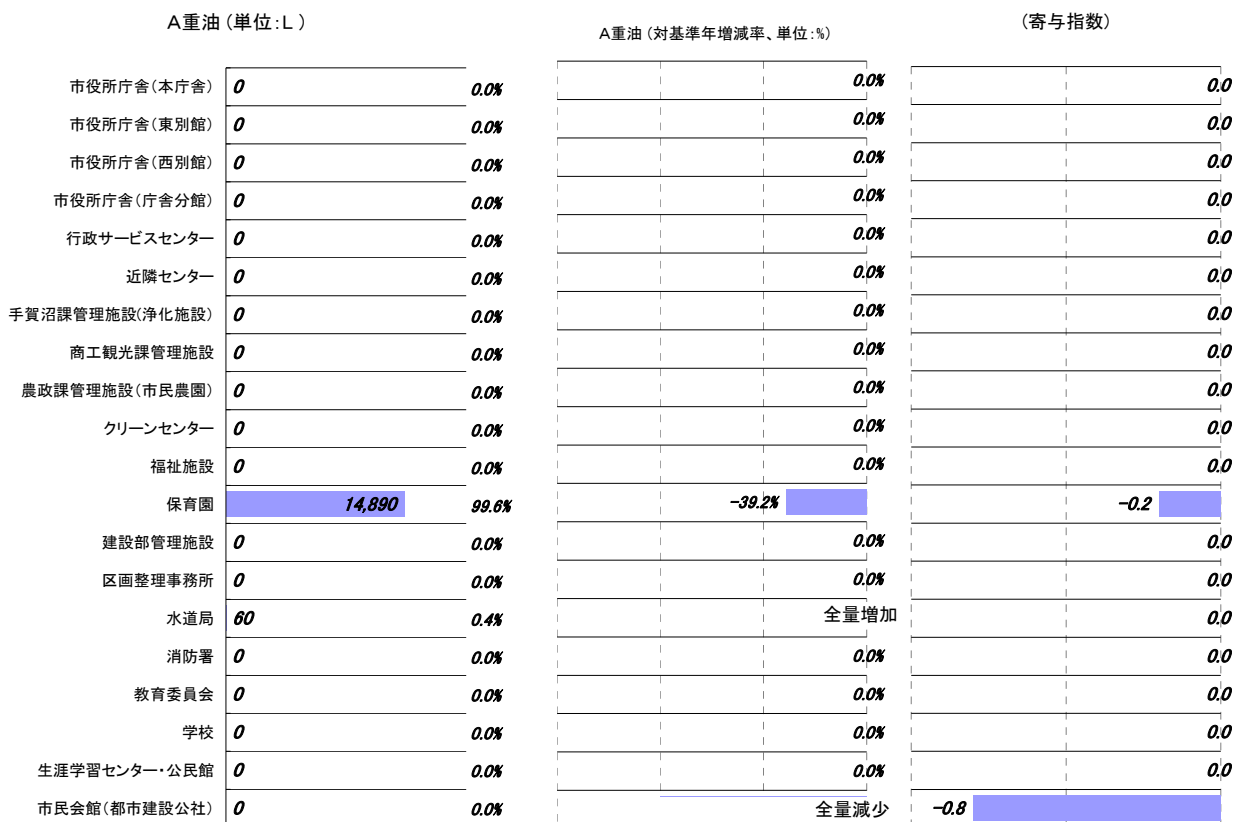 A重油 (単位:L)　A重油 (対基準年増減率、単位:%)　(寄与指数)
市役所庁舎(本庁舎) 0 0.0% 0.0% 0.0
市役所庁舎(東別館) 0 0.0% 0.0% 0.0
市役所庁舎(西別館) 0 0.0% 0.0% 0.0
市役所庁舎(庁舎分館) 0 0.0% 0.0% 0.0
行政サービスセンター 0 0.0% 0.0% 0.0
近隣センター 0 0.0% 0.0% 0.0
手賀沼課管理施設(浄化施設) 0 0.0% 0.0% 0.0
商工観光課管理施設 0 0.0% 0.0% 0.0
農政課管理施設(市民農園) 0 0.0% 0.0% 0.0
クリーンセンター 0 0.0% 0.0% 0.0
福祉施設 0 0.0% 0.0% 0.0
保育園 14,890 99.6% -39.2% -0.2
建設部管理施設 0 0.0% 0.0% 0.0
区画整理事務所 0 0.0% 0.0% 0.0
水道局 60 0.4% 全量増加 0.0
消防署 0 0.0% 0.0% 0.0
教育委員会 0 0.0% 0.0% 0.0
学校 0 0.0% 0.0% 0.0
生涯学習センター・公民館 0 0.0% 0.0% 0.0
市民会館(都市建設公社) 0 0.0% 全量減少 -0.8